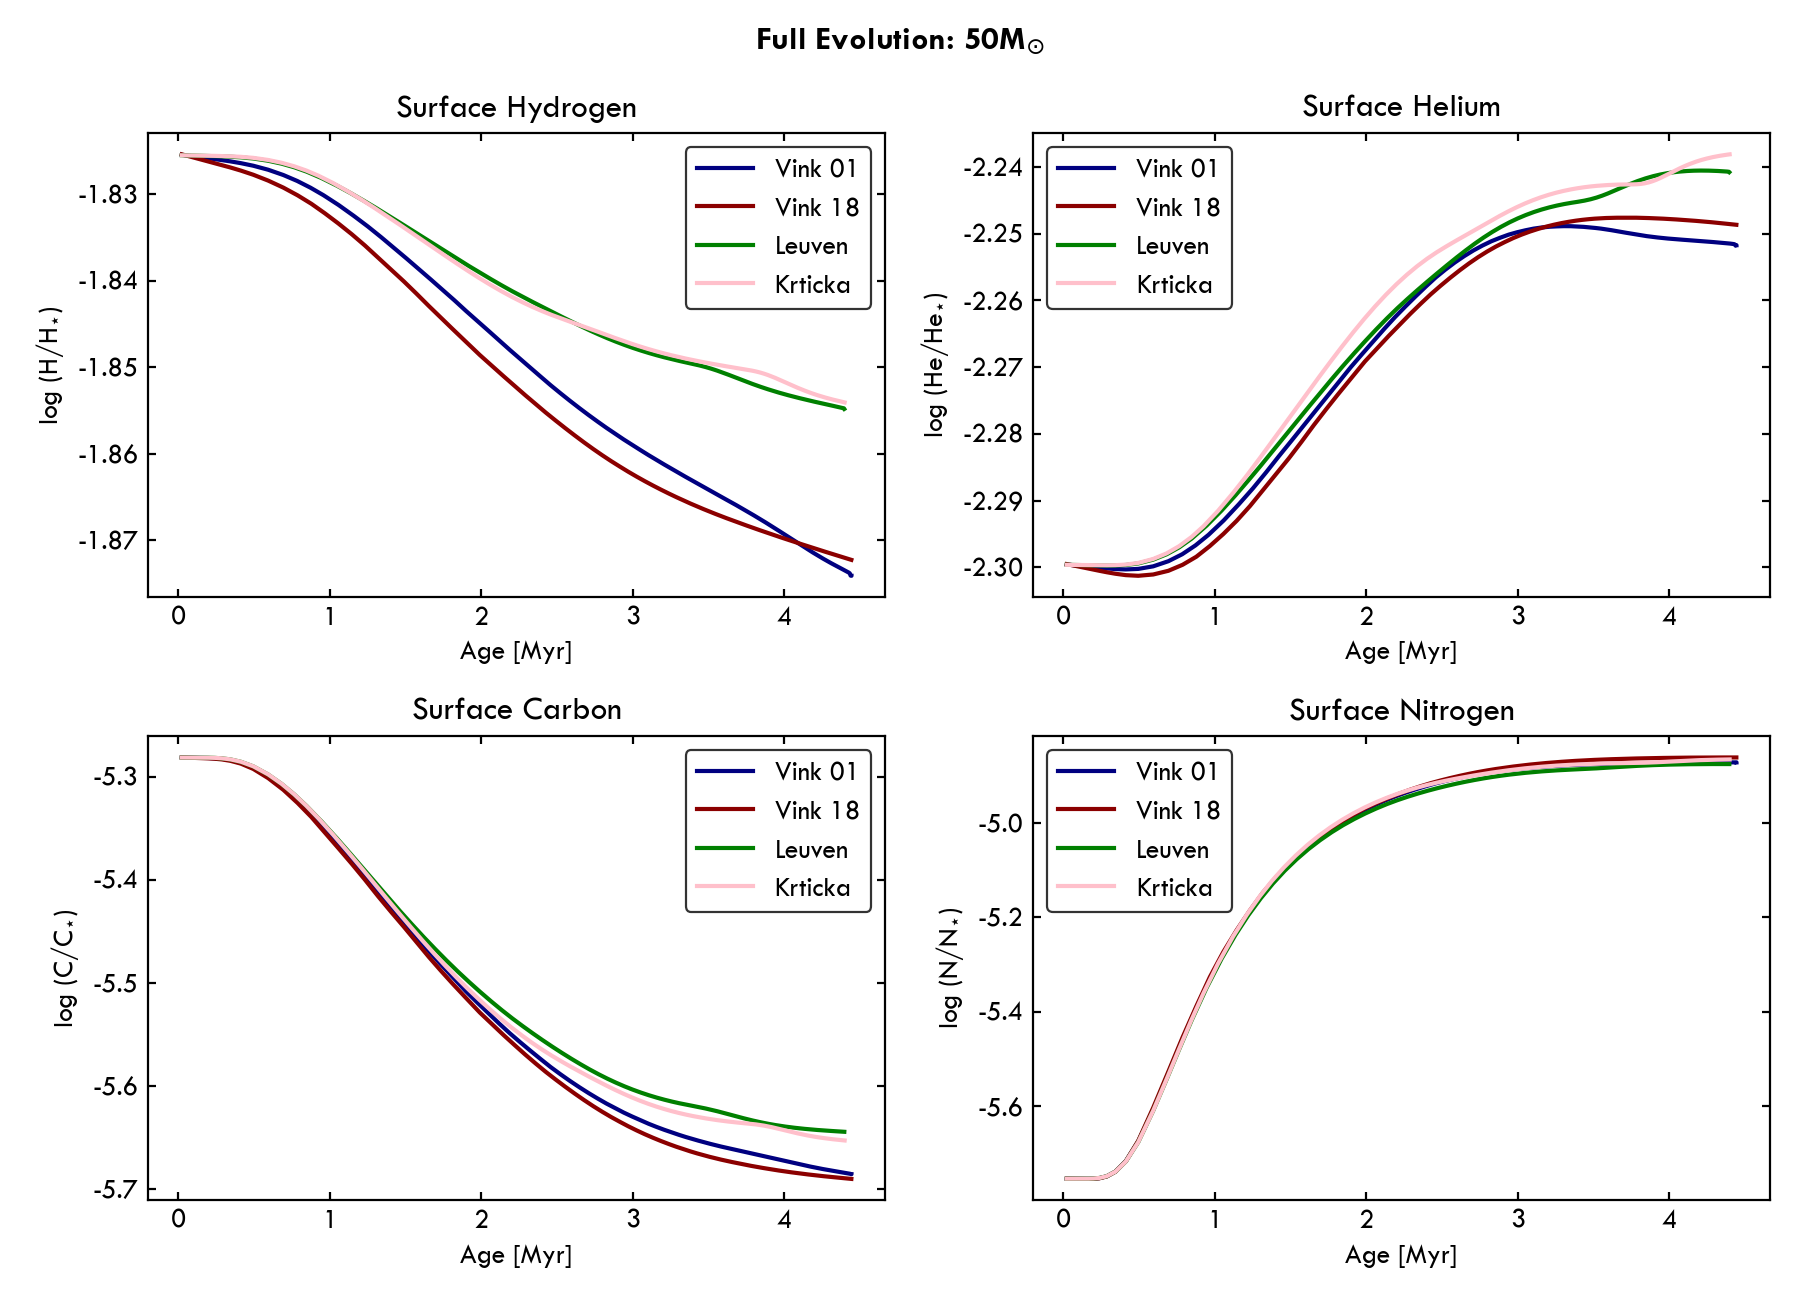 Full Evolution: 50M☉
Surface Hydrogen
log (H/H⋆)
-1.83
-1.84
-1.85
-1.86
-1.87
0 1 2 3 4
Age [Myr]
Vink 01
Vink 18
Leuven
Krticka
Surface Helium
log (He/He⋆)
-2.24
-2.25
-2.26
-2.27
-2.28
-2.29
-2.30
0 1 2 3 4
Age [Myr]
Vink 01
Vink 18
Leuven
Krticka
Surface Carbon
log (C/C⋆)
-5.3
-5.4
-5.5
-5.6
-5.7
0 1 2 3 4
Age [Myr]
Vink 01
Vink 18
Leuven
Krticka
Surface Nitrogen
log (N/N⋆)
-5.0
-5.2
-5.4
-5.6
0 1 2 3 4
Age [Myr]
Vink 01
Vink 18
Leuven
Krticka